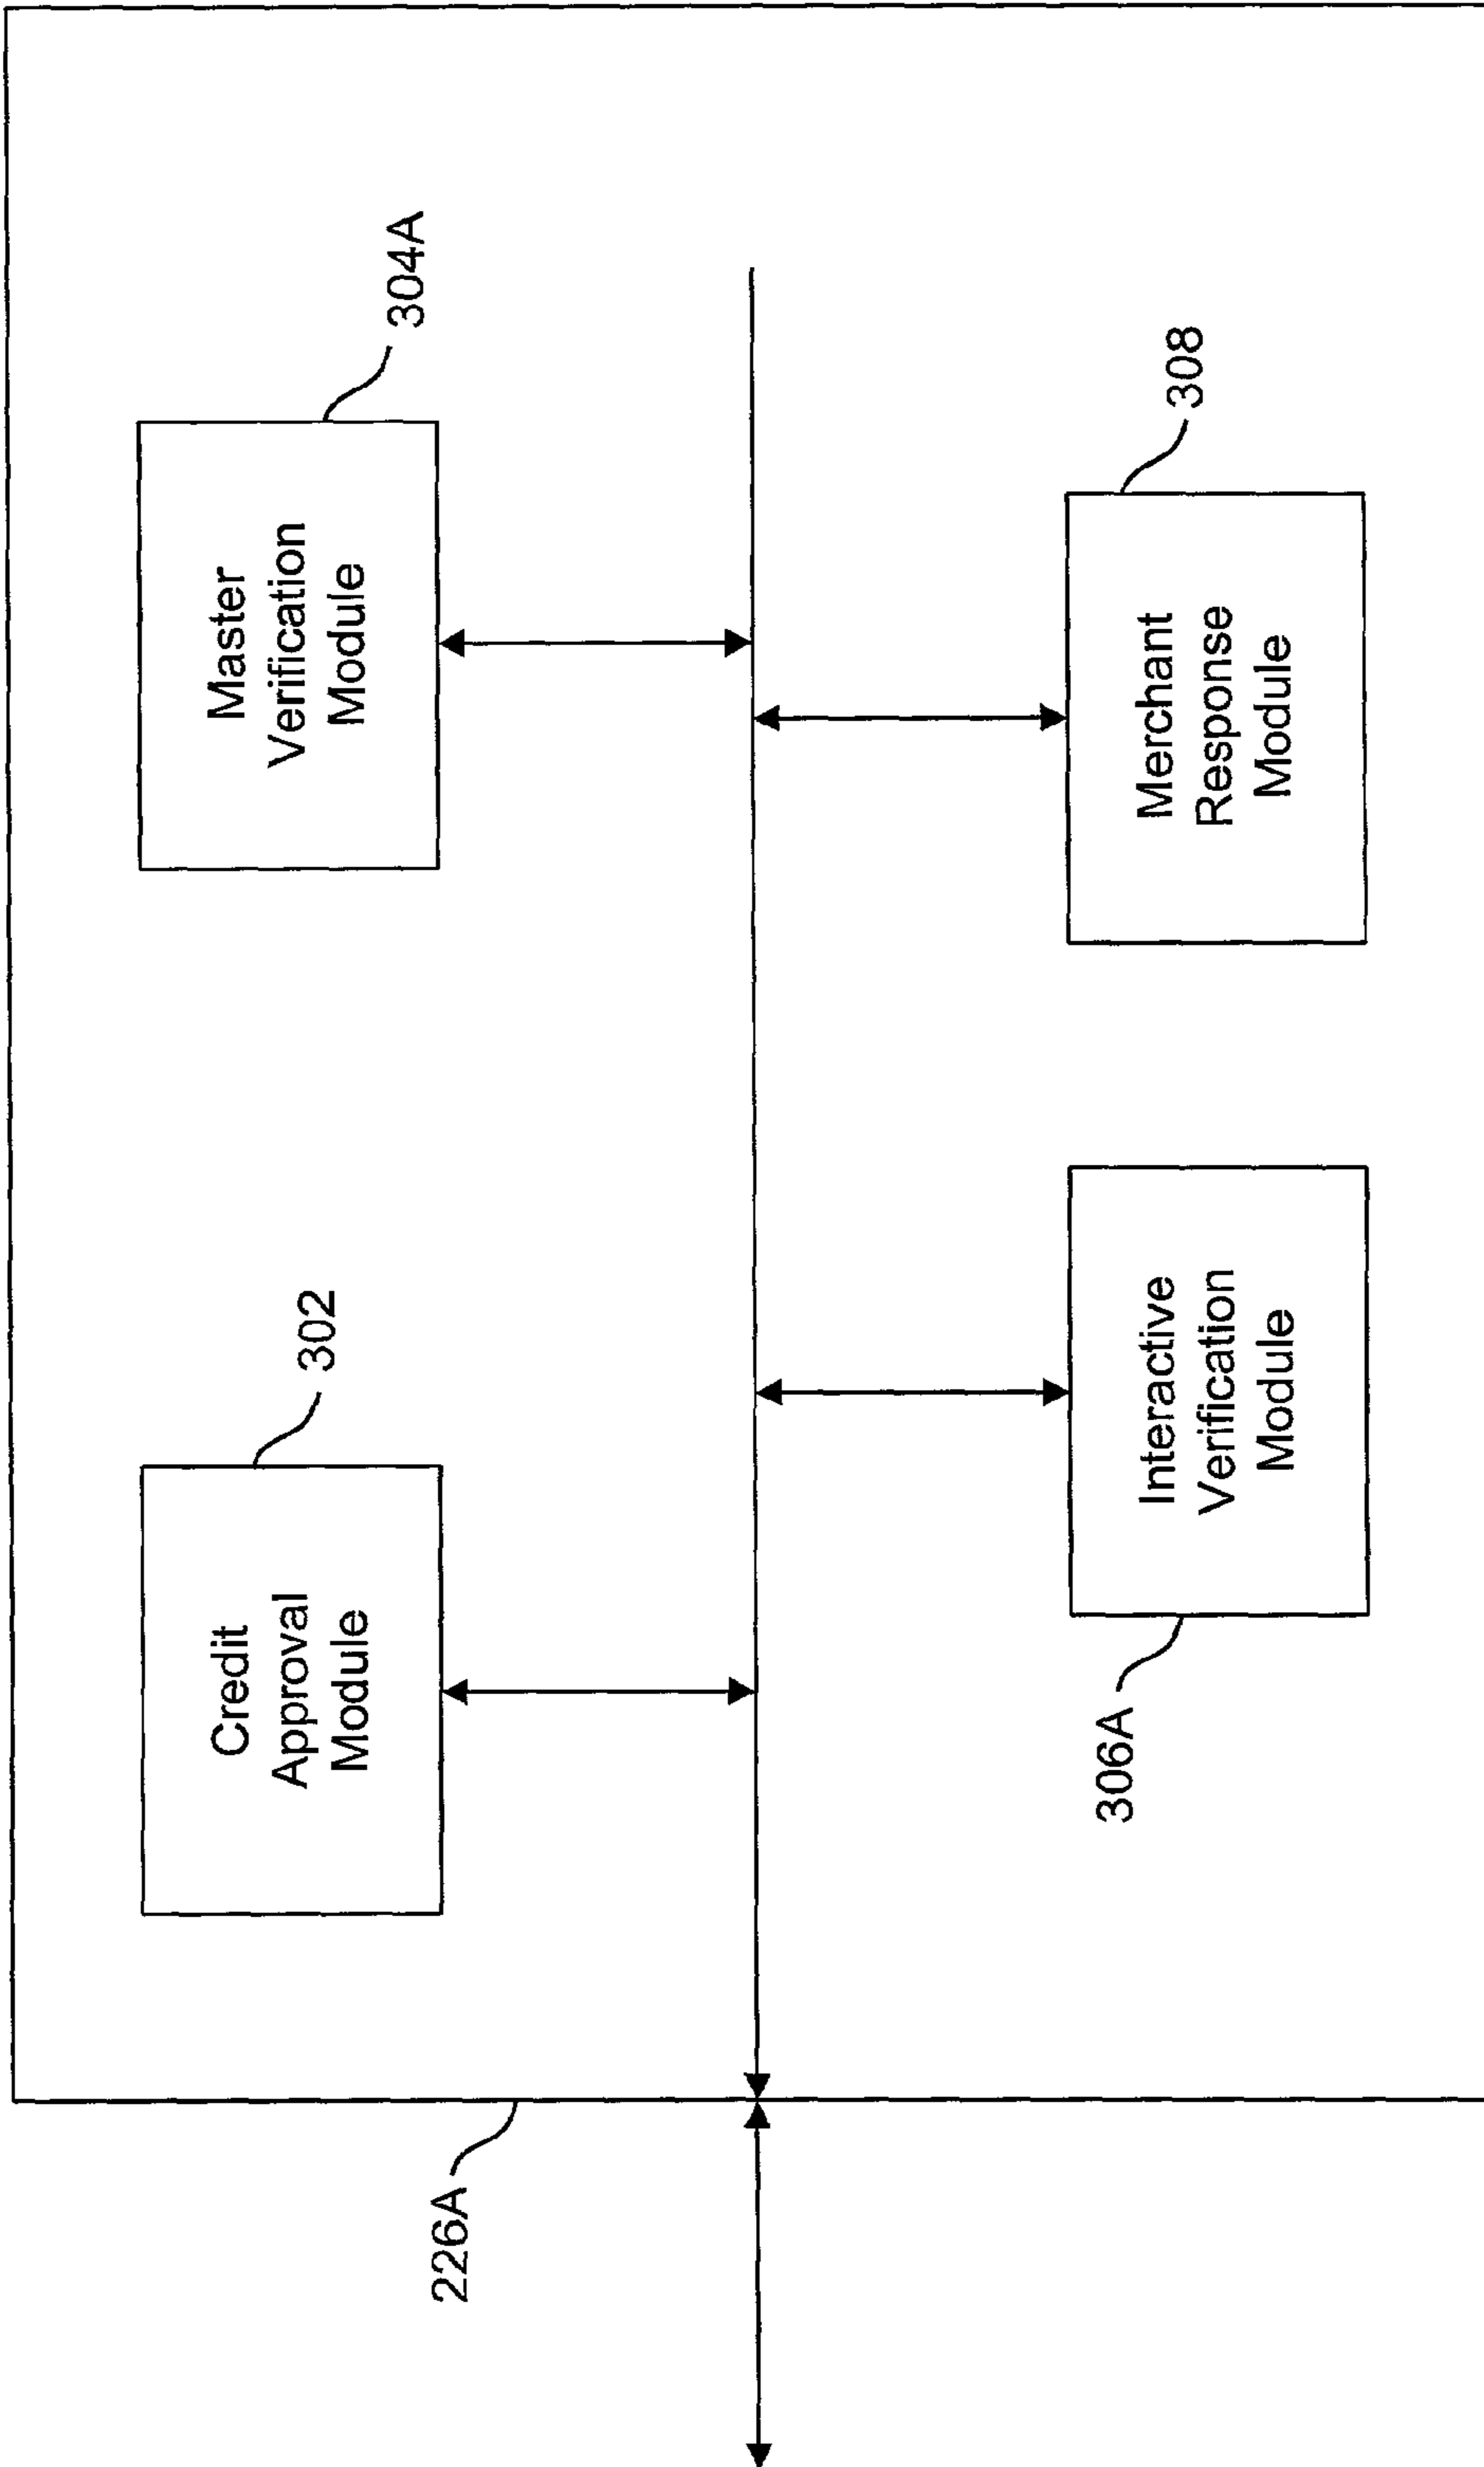 Credit
Approval
Module
302
Master
Verification
Module
304A
226A
Interactive
Verification
Module
306A
Merchant
Response
Module
308